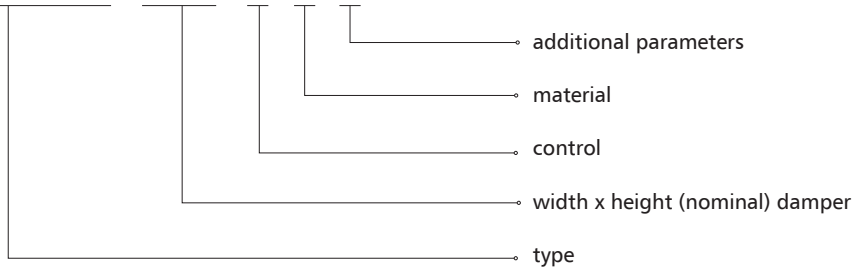 additional parameters
material
control
width x height (nominal) damper
type